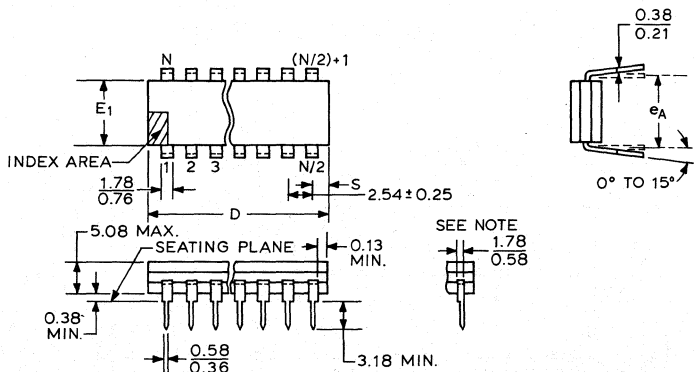 0.38
0.21
N
(N/2)+1
E1
eA
INDEX AREA
1 2 3
N/2
S
0° TO 15°
1.78
0.76
2.54±0.25
D
5.08 MAX.
SEE NOTE
SEATING PLANE
0.13
MIN.
1.78
0.58
0.38
MIN.
0.58
0.36
3.18 MIN.